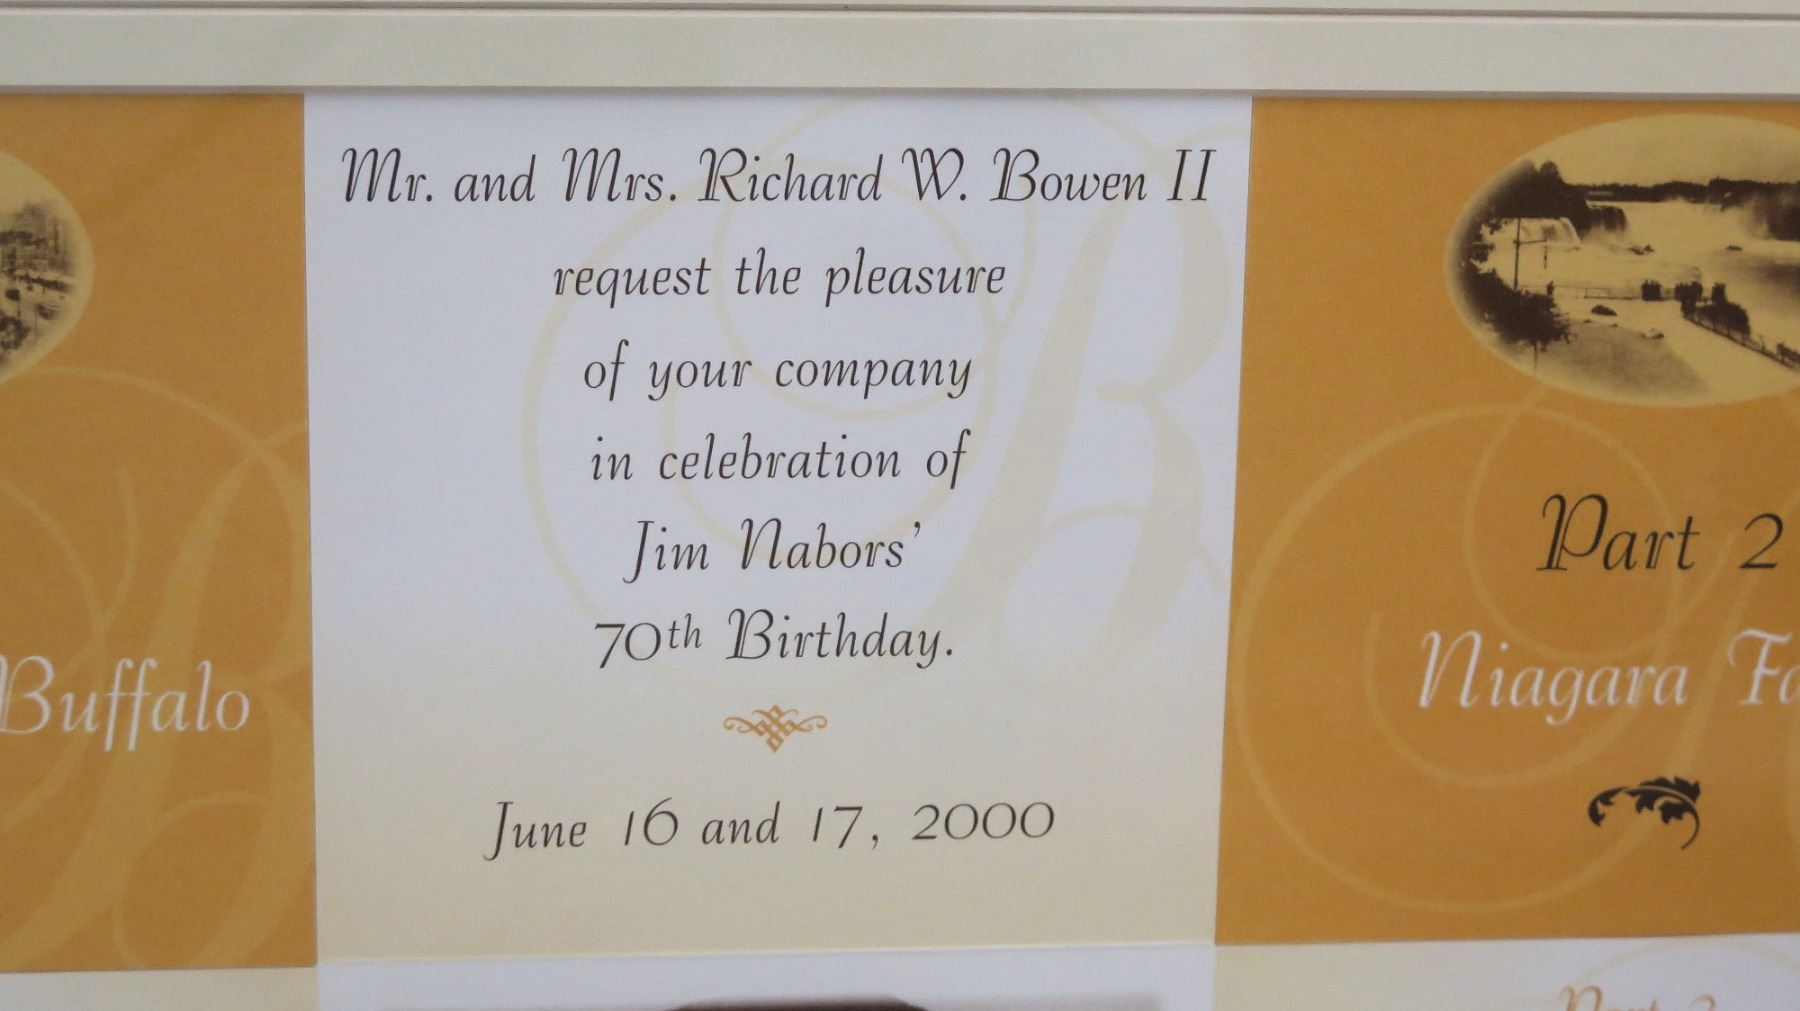 Buffalo
Mr. and Mrs. Richard W. Bowen II
request the pleasure
of your company
in celebration of
Jim Nabors'
70th Birthday.
June 16 and 17, 2000
Part 2
Niagara Fa